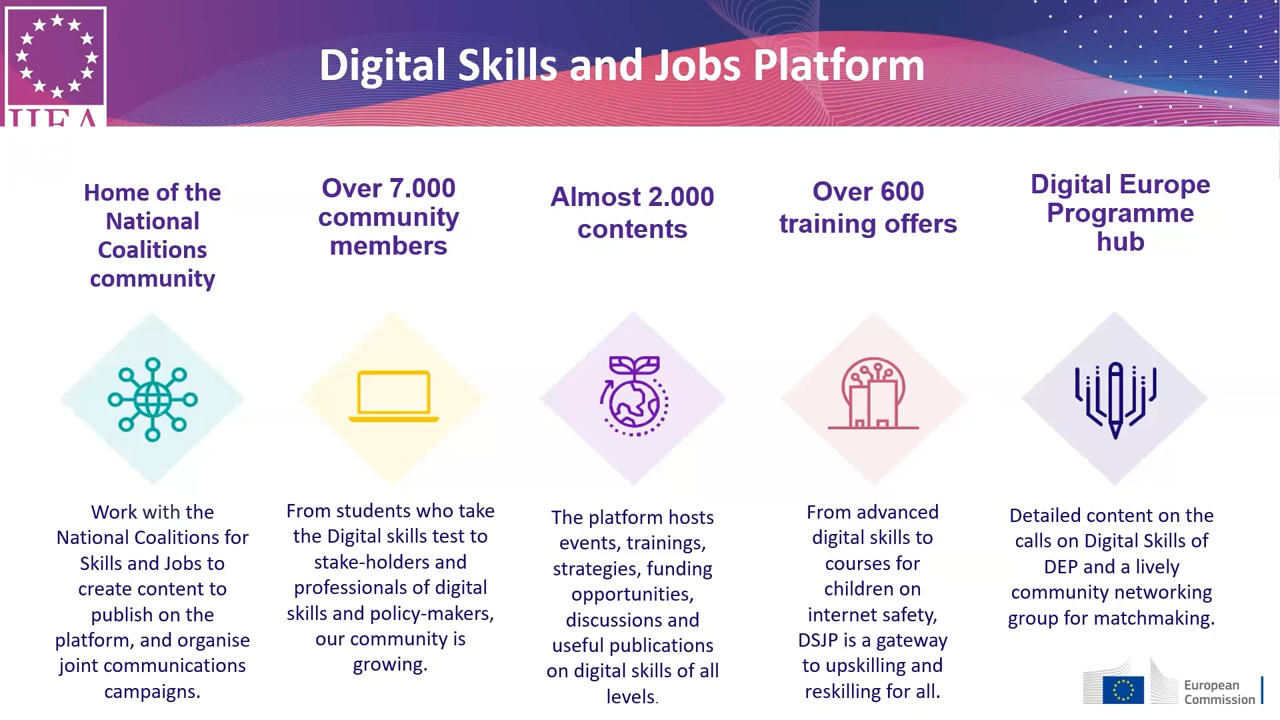 Digital Skills and Jobs Platform
IIEA
Home of the
National
Coalitions
community
Over 7.000
community
members
Almost 2.000
contents
Over 600
training offers
Digital Europe
Programme
hub
Work with the
National Coalitions for
Skills and Jobs to
create content to
publish on the
platform, and organise
joint communications
campaigns.
From students who take
the Digital skills test to
stake-holders and
professionals of digital
skills and policy-makers,
our community is
growing.
The platform hosts
events, trainings,
strategies, funding
opportunities,
discussions and
useful publications
on digital skills of all
levels.
From advanced
digital skills to
courses for
children on
internet safety,
DSJP is a gateway
to upskilling and
reskilling for all.
Detailed content on the
calls on Digital Skills of
DEP and a lively
community networking
group for matchmaking.
European
Commission